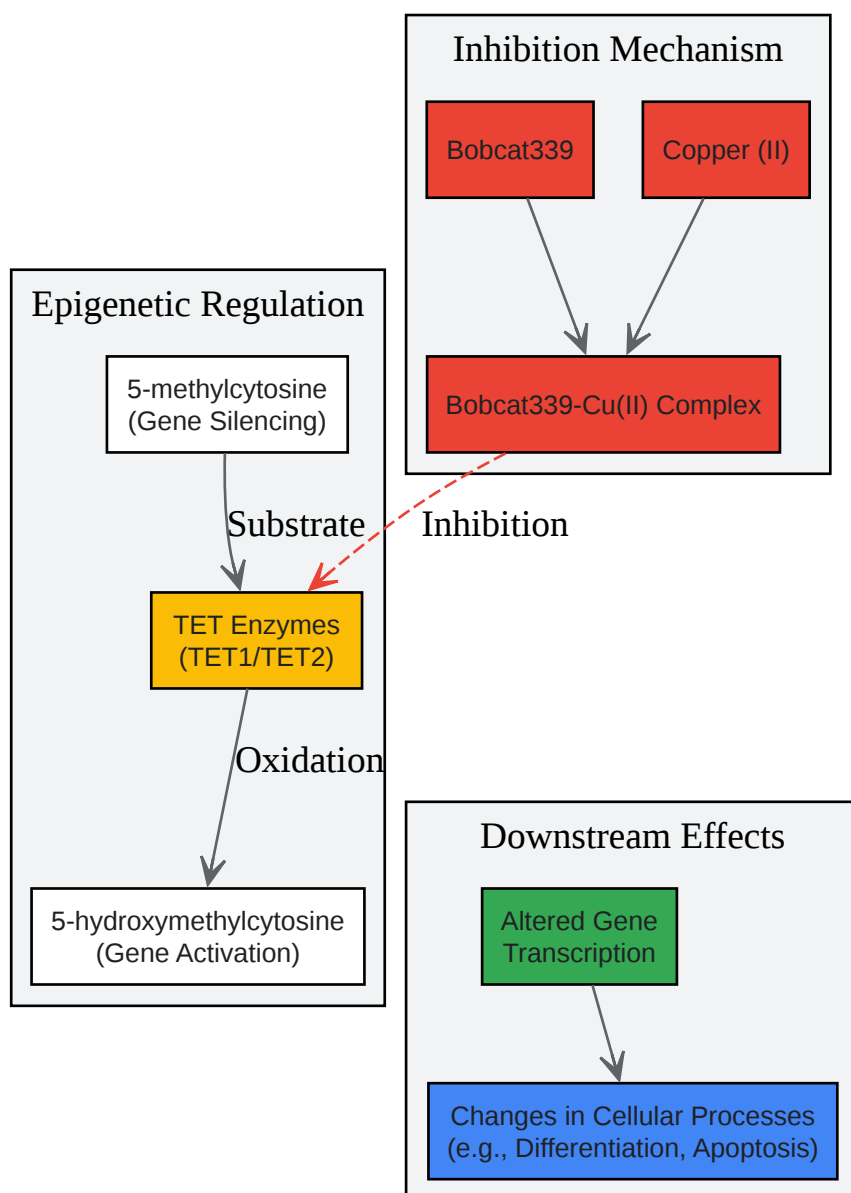 Inhibition Mechanism
Bobcat339
Copper (II)
Bobcat339-Cu(II) Complex
Inhibition
Epigenetic Regulation
5-methylcytosine
(Gene Silencing)
Substrate
TET Enzymes
(TET1/TET2)
Oxidation
5-hydroxymethylcytosine
(Gene Activation)
Downstream Effects
Altered Gene
Transcription
Changes in Cellular Processes
(e.g., Differentiation, Apoptosis)